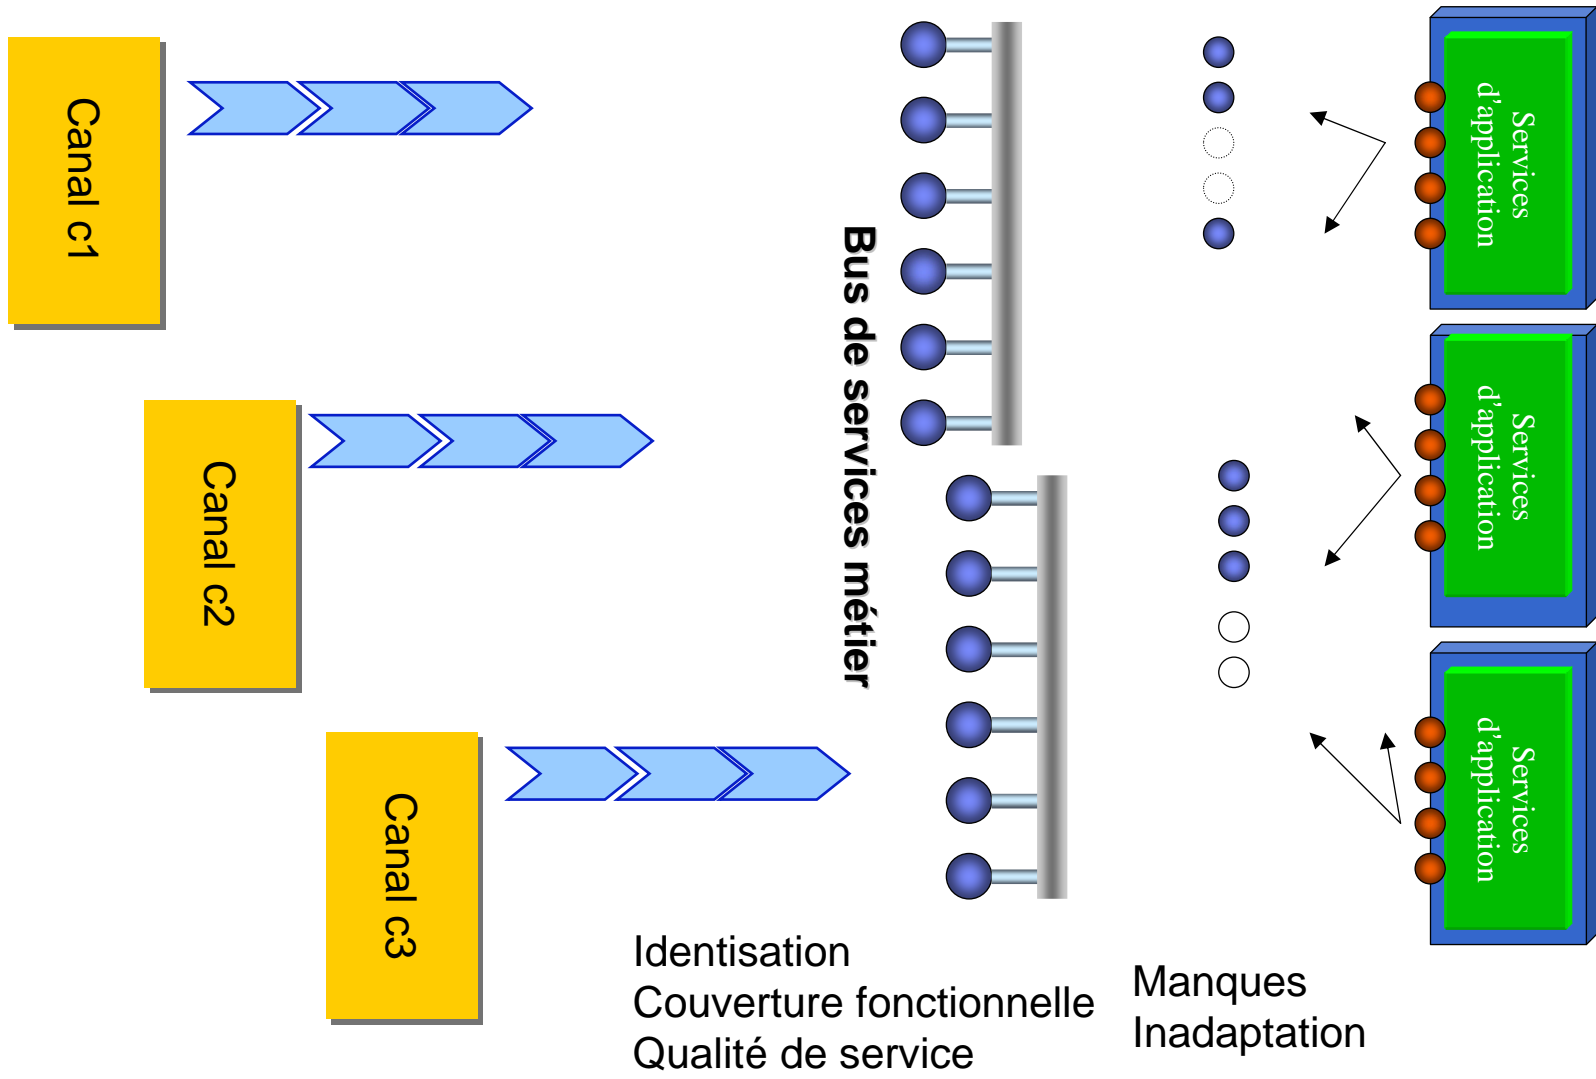 Canal c1
Canal c2
Canal c3
Bus de services métier
Services
d'application
Services
d'application
Services
d'application
Identisation
Couverture fonctionnelle
Qualité de service
Manques
Inadaptation